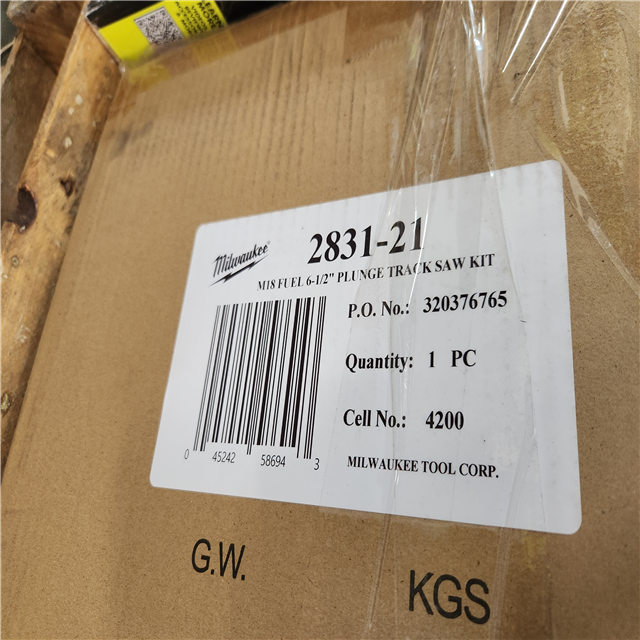 Milwaukee
2831-21
M18 FUEL 6-1/2" PLUNGE TRACK SAW KIT
P.O. No.: 320376765
Quantity: 1 PC
Cell No.: 4200
MILWAUKEE TOOL CORP.
0 45242 58694 3
G.W.
KGS